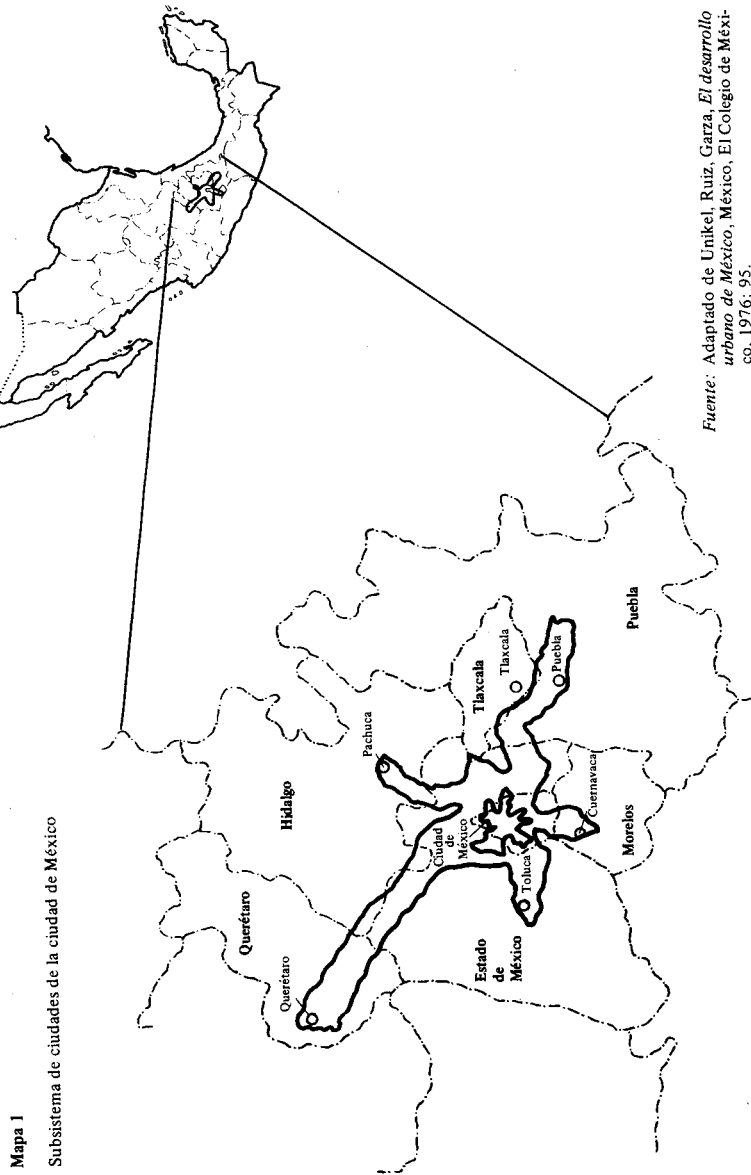 Mapa 1
Subsistema de ciudades de la ciudad de México
Querétaro
Querétaro
Hidalgo
Pachuca
Ciudad
de
México
Toluca
Estado
de
México
Tlaxcala
Tlaxcala
Puebla
Puebla
Cuernavaca
Morelos
Fuente: Adaptado de Unikel, Ruiz, Garza, El desarrollo
urbano de México, México, El Colegio de Méxi-
co, 1976: 95.